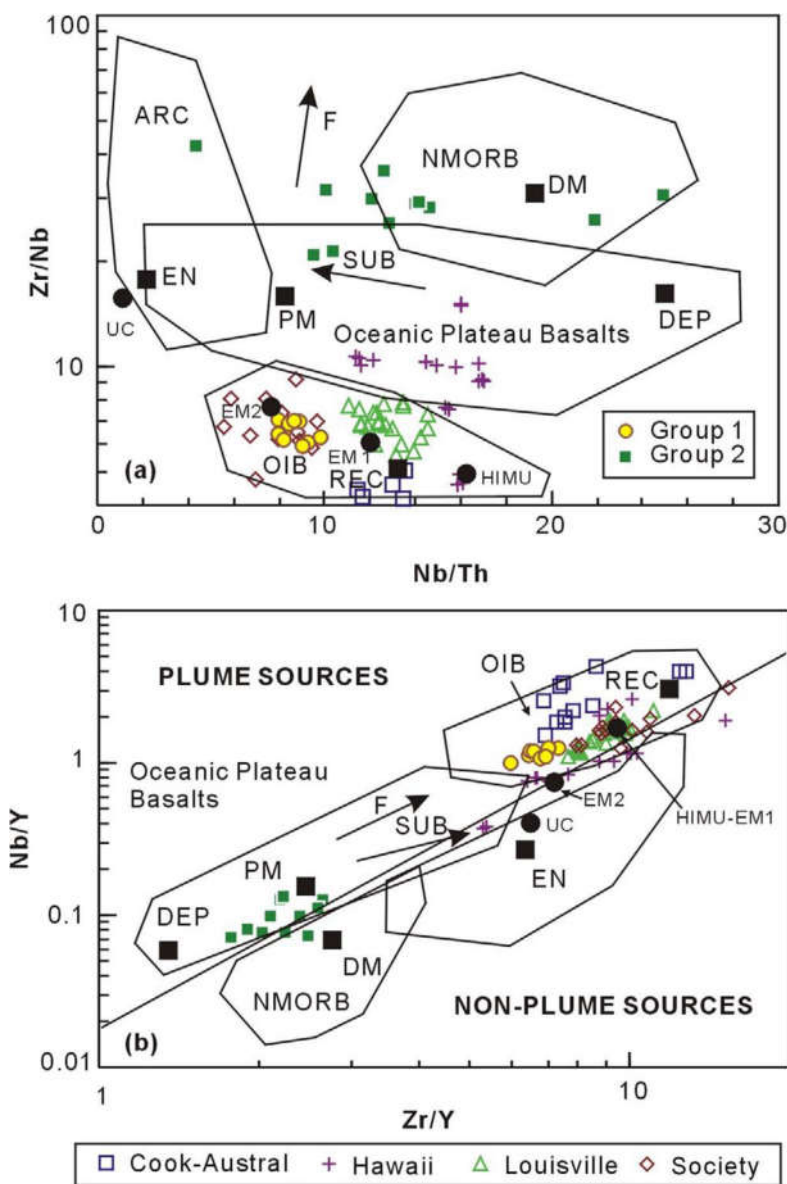 100
ARC
F
NMORB
DM
Zr/Nb
EN
SUB
PM
DEP
UC
Oceanic Plateau Basalts
10
EM2
Group 1
EM 1
Group 2
(a)
OIB
REC
HIMU
0
10
20
30
Nb/Th
10
PLUME SOURCES
OIB
REC
1
Oceanic Plateau
Basalts
F
SUB
EM2
UC
HIMU-EM1
Nb/Y
PM
EN
DEP
0.1
DM
NMORB
NON-PLUME SOURCES
(b)
0.01
1
10
Zr/Y
Cook-Austral Hawaii Louisville Society